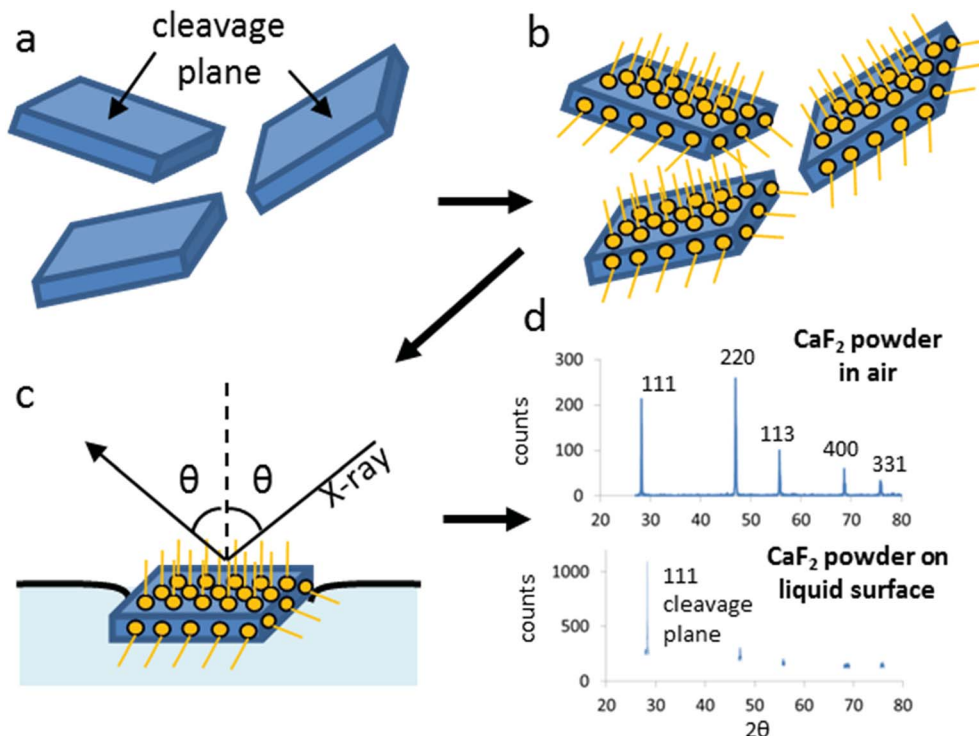 a
cleavage
plane
b
c
θ θ
X-ray
d
CaF₂ powder
in air
counts
300
200
100
0
111
220
113
400
331
20 30 40 50 60 70 80
CaF₂ powder on
liquid surface
counts
1000
500
0
111
cleavage
plane
20 30 40 50 60 70 80
2θ